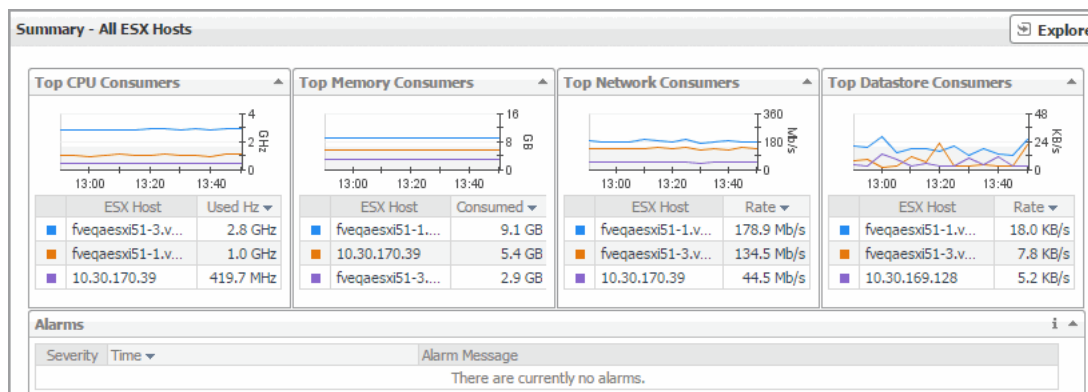 Summary - All ESX Hosts
Explore
Top CPU Consumers
4
2
0
GHz
13:00 13:20 13:40
ESX Host Used Hz
fveqaesxi51-3.v... 2.8 GHz
fveqaesxi51-1.v... 1.0 GHz
10.30.170.39 419.7 MHz
Top Memory Consumers
16
8
0
GB
13:00 13:20 13:40
ESX Host Consumed
fveqaesxi51-1.... 9.1 GB
10.30.170.39 5.4 GB
fveqaesxi51-3.... 2.9 GB
Top Network Consumers
360
180
0
Mb/s
13:00 13:20 13:40
ESX Host Rate
fveqaesxi51-1.v... 178.9 Mb/s
fveqaesxi51-3.v... 134.5 Mb/s
10.30.170.39 44.5 Mb/s
Top Datastore Consumers
48
24
0
KB/s
13:00 13:20 13:40
ESX Host Rate
fveqaesxi51-1.v... 18.0 KB/s
fveqaesxi51-3.v... 7.8 KB/s
10.30.169.128 5.2 KB/s
Alarms
Severity Time Alarm Message
There are currently no alarms.